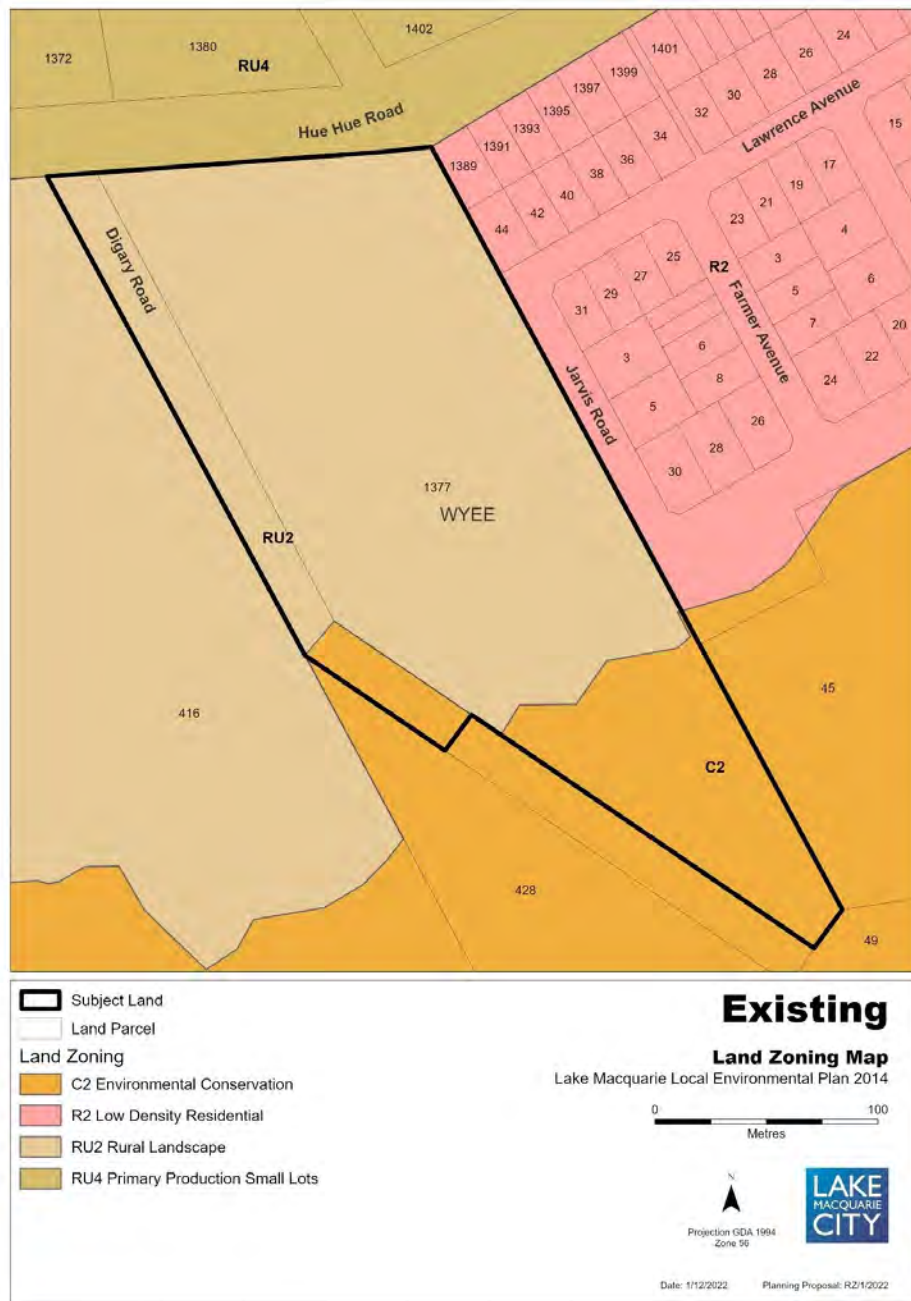 1402
1372
1380
RU4
Hue Hue Road
1401
1399
1397
1395
1393
1391
1389
24
26
28
30
32
34
36
38
40
42
44
Lawrence Avenue
15
17
19
21
23
25
27
29
31
R2
4
3
5
6
7
20
22
24
Farmer Avenue
3
6
8
5
26
28
30
Jarvis Road
Digary Road
1377
WYEE
RU2
416
45
C2
428
49
Subject Land
Land Parcel
Land Zoning
C2 Environmental Conservation
R2 Low Density Residential
RU2 Rural Landscape
RU4 Primary Production Small Lots
Existing
Land Zoning Map
Lake Macquarie Local Environmental Plan 2014
0 100
Metres
N
Projection GDA 1994
Zone 56
LAKE
MACQUARIE
CITY
Date: 1/12/2022 Planning Proposal: RZ/1/2022